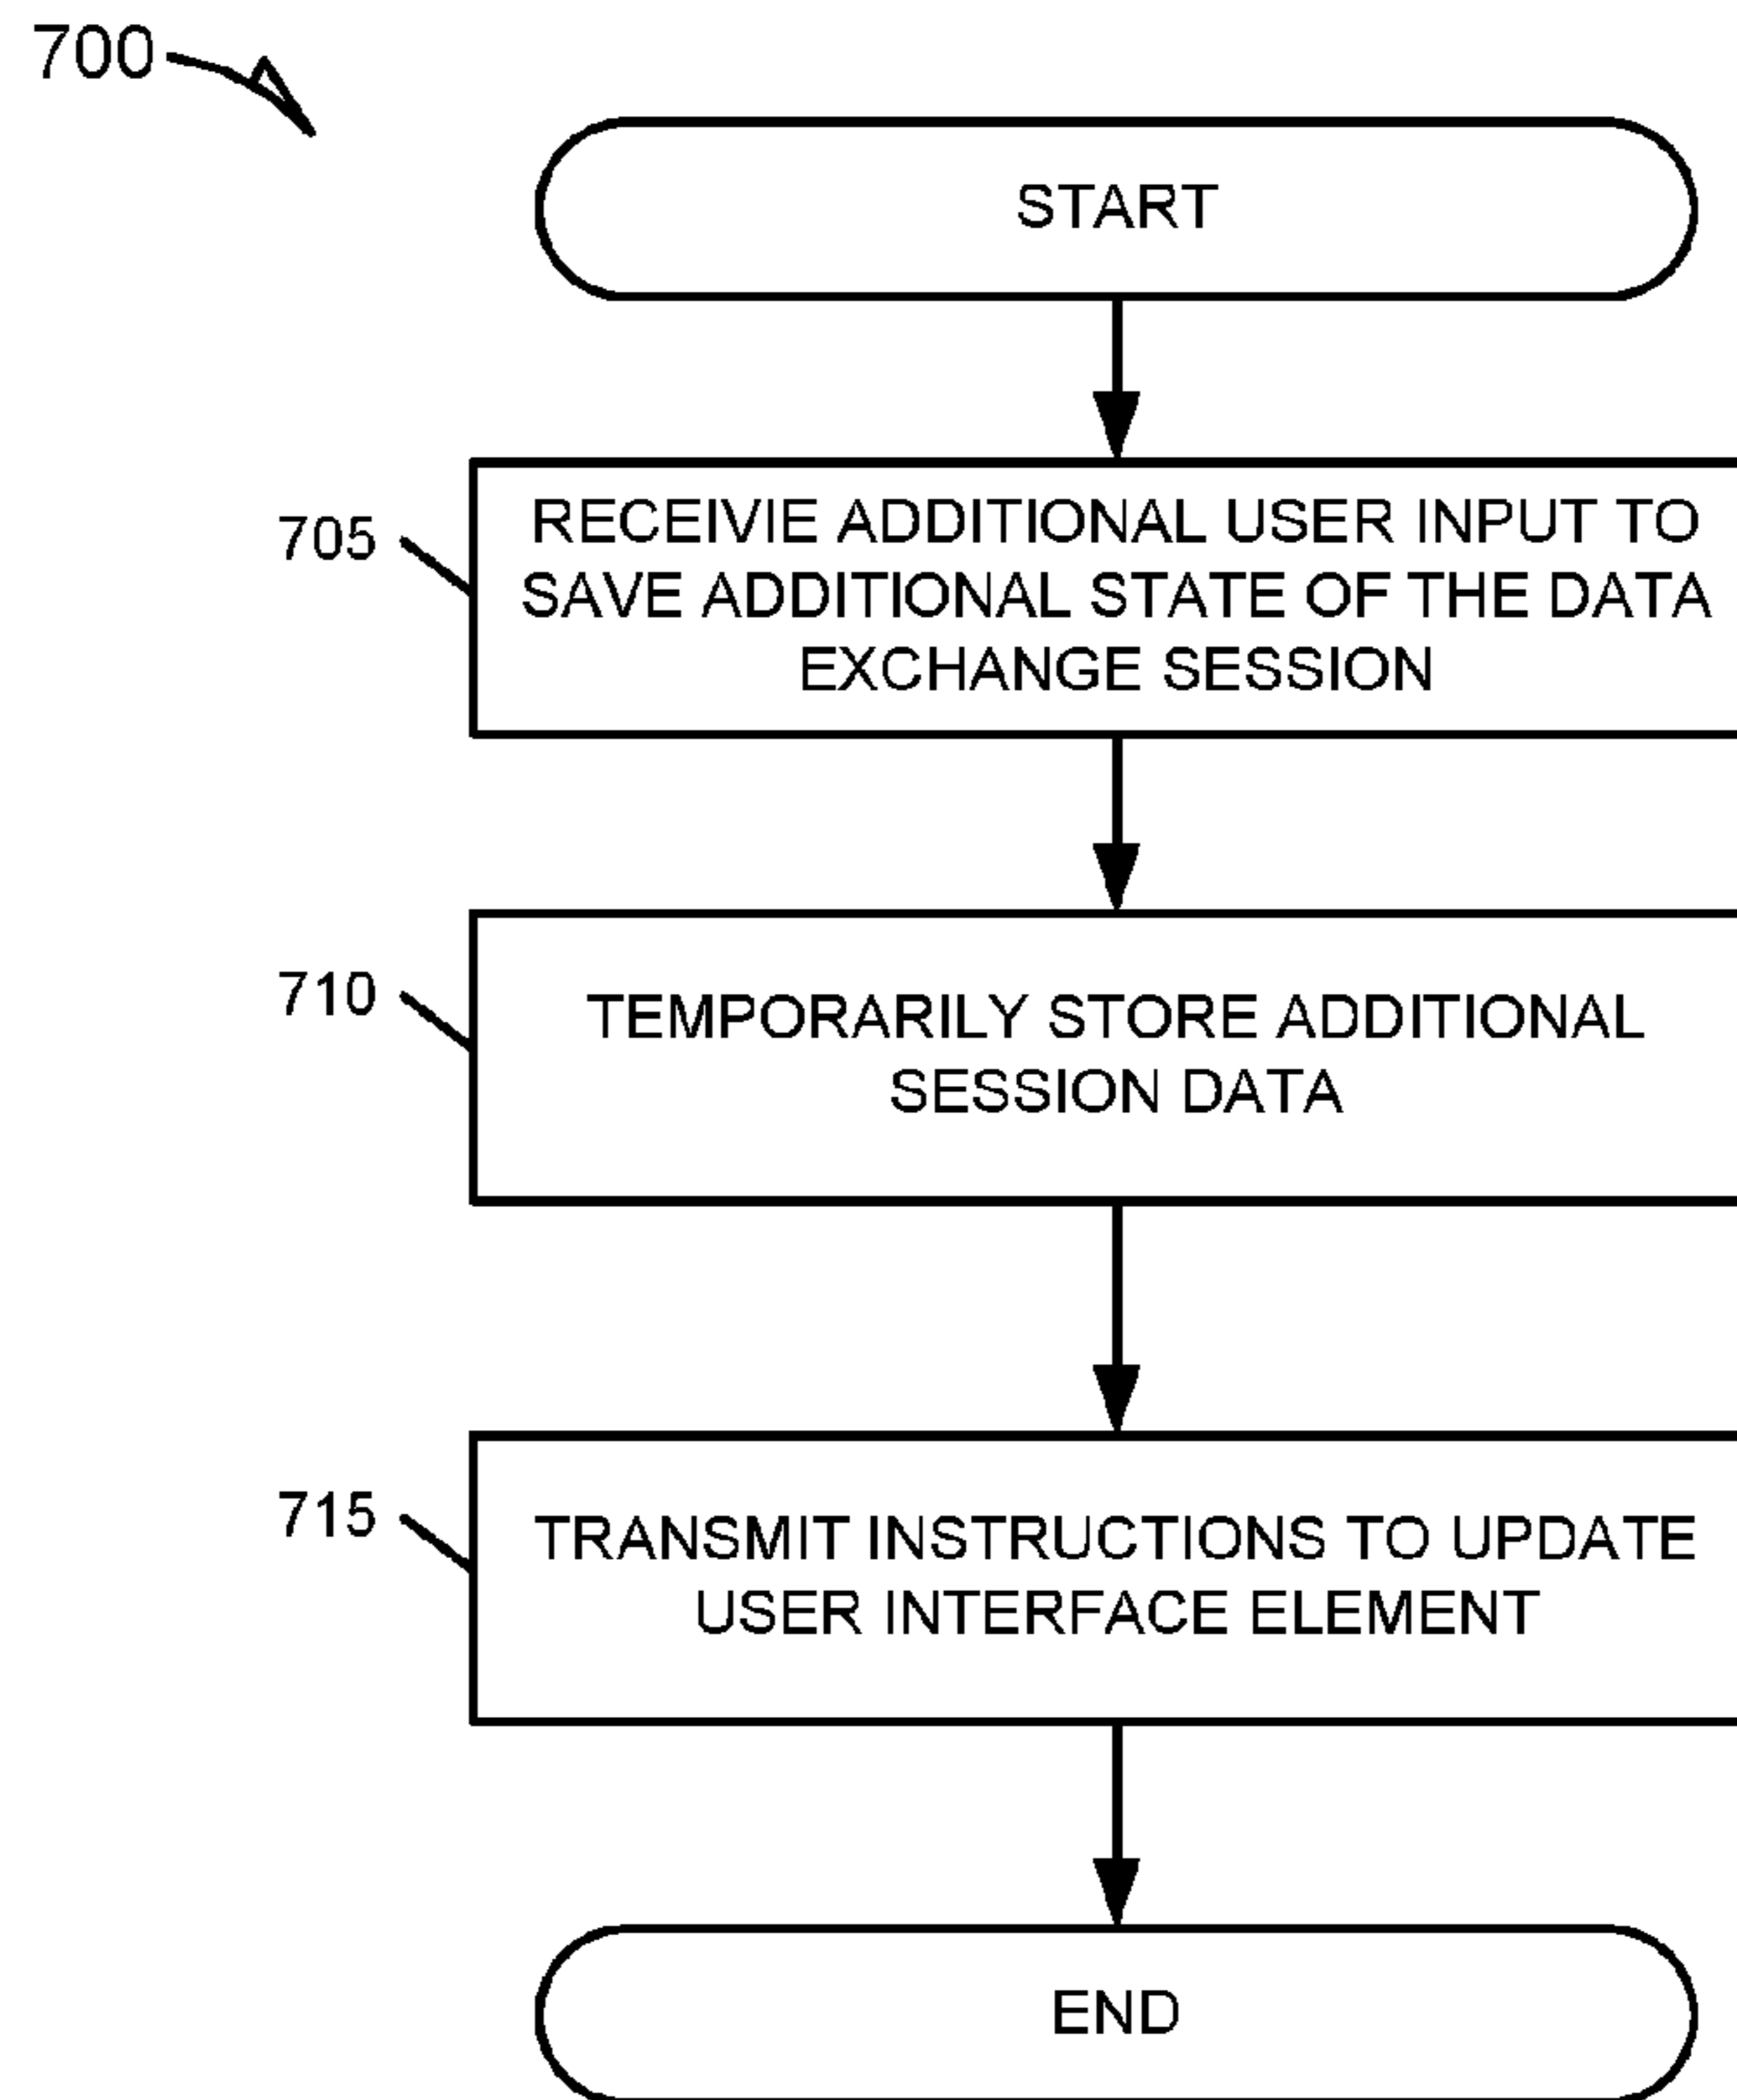 700
START
705
RECEIVIE ADDITIONAL USER INPUT TO
SAVE ADDITIONAL STATE OF THE DATA
EXCHANGE SESSION
710
TEMPORARILY STORE ADDITIONAL
SESSION DATA
715
TRANSMIT INSTRUCTIONS TO UPDATE
USER INTERFACE ELEMENT
END